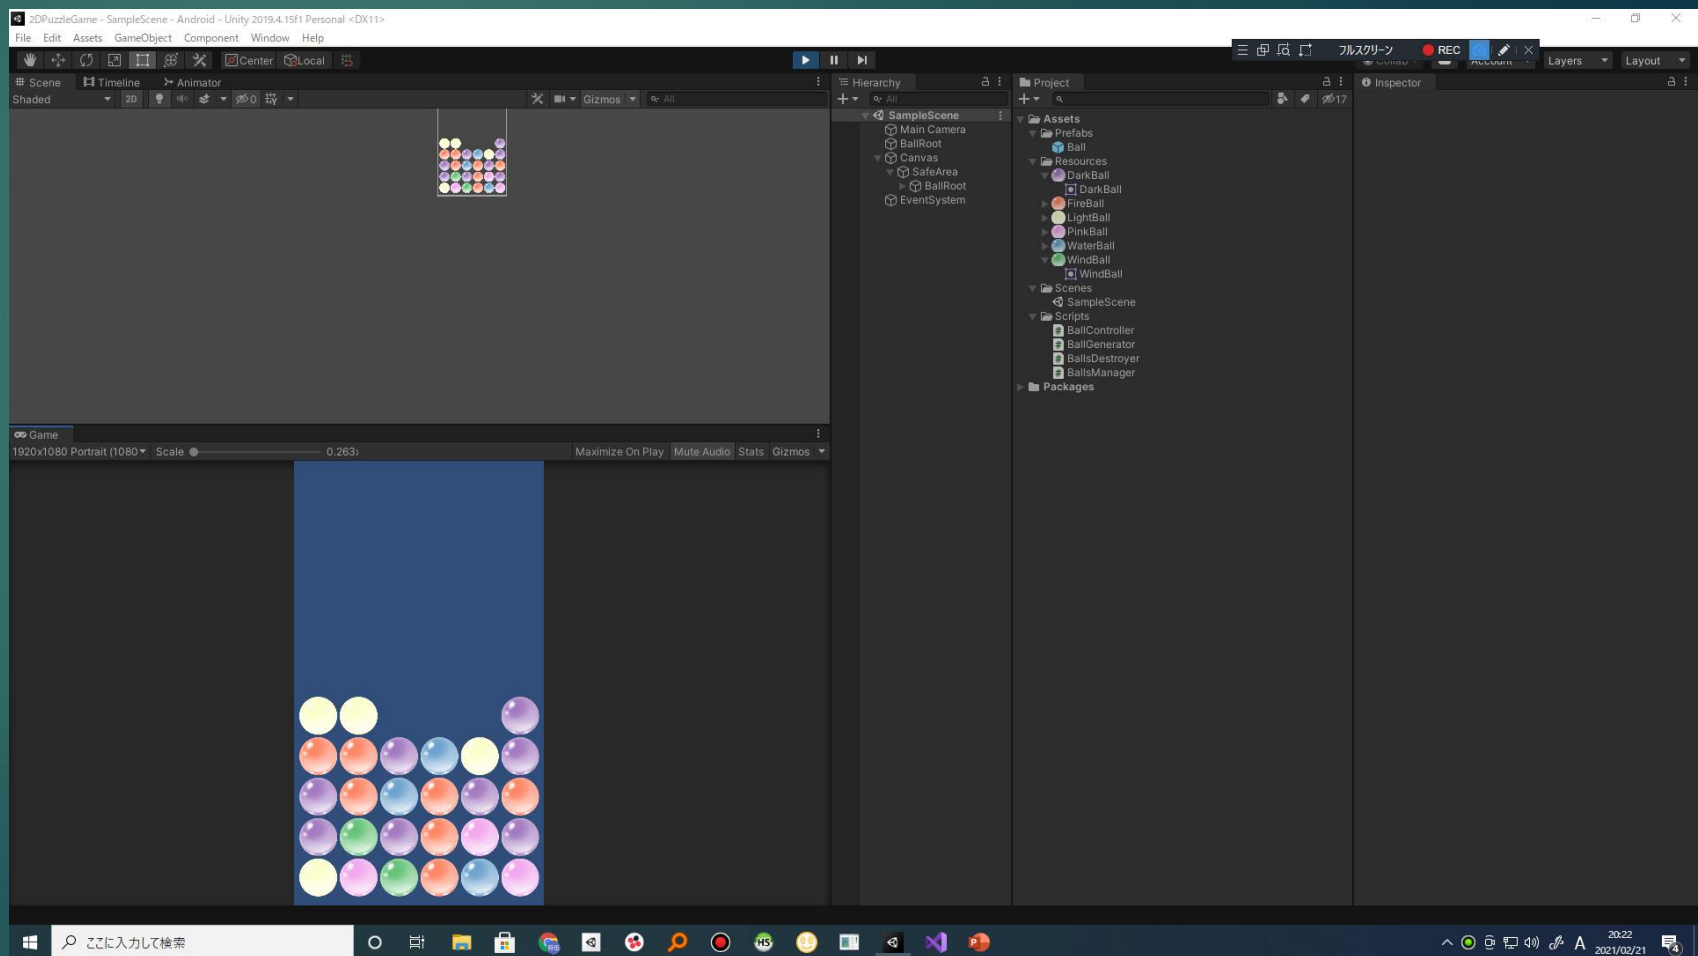 2DPuzzleGame - SampleScene - Android - Unity 2019.4.15f1 Personal <DX11>
File Edit Assets GameObject Component Window Help
Center Local
フルスクリーン REC
Account Layers Layout
Scene Timeline Animator
Shaded 2D 0 Gizmos All
Hierarchy
All
SampleScene
Main Camera
BallRoot
Canvas
SafeArea
BallRoot
EventSystem
Project
17
Assets
Prefabs
Ball
Resources
DarkBall
DarkBall
FireBall
LightBall
PinkBall
WaterBall
WindBall
WindBall
Scenes
SampleScene
Scripts
BallController
BallGenerator
BallsDestroyer
BallsManager
Packages
Inspector
Game
1920x1080 Portrait (1080 Scale 0.263x Maximize On Play Mute Audio Stats Gizmos
ここに入力して検索
HS
A
20:22
2021/02/21
4